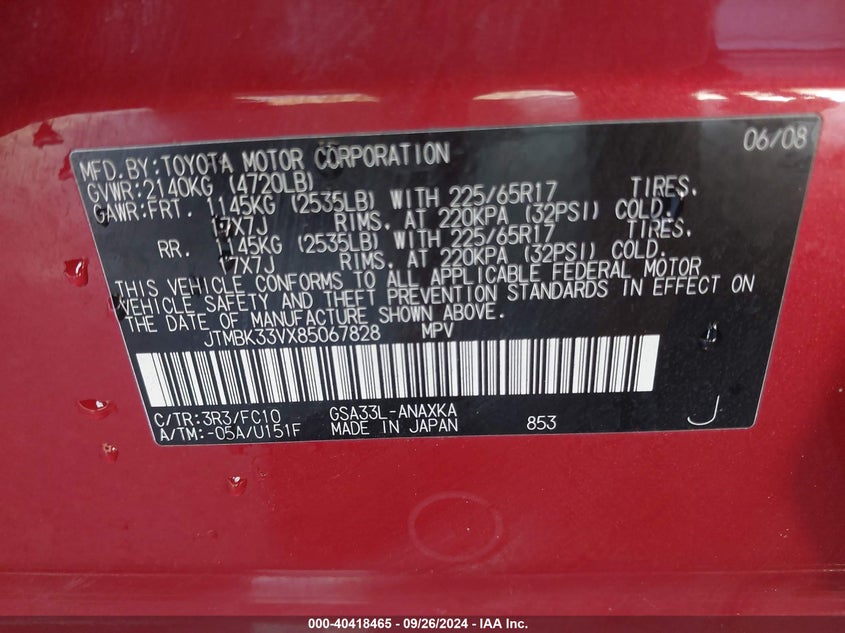 06/08
MFD. BY: TOYOTA MOTOR CORPORATION
GVWR: 2140KG (4720LB)
GAWR: FRT. 1145KG (2535LB) WITH 225/65R17 TIRES.
17X7J RIMS. AT 220KPA (32PSI) COLD.
RR. 1145KG (2535LB) WITH 225/65R17 TIRES.
17X7J RIMS. AT 220KPA (32PSI) COLD.
THIS VEHICLE CONFORMS TO ALL APPLICABLE FEDERAL MOTOR
VEHICLE SAFETY AND THEFT PREVENTION STANDARDS IN EFFECT ON
THE DATE OF MANUFACTURE SHOWN ABOVE.
JTMBK33VX85067828 MPV
C/TR: 3R3/FC10 GSA33L-ANAXKA
A/TM: -05A/U151F MADE IN JAPAN 853 J
000-40418465 - 09/26/2024 - IAA Inc.